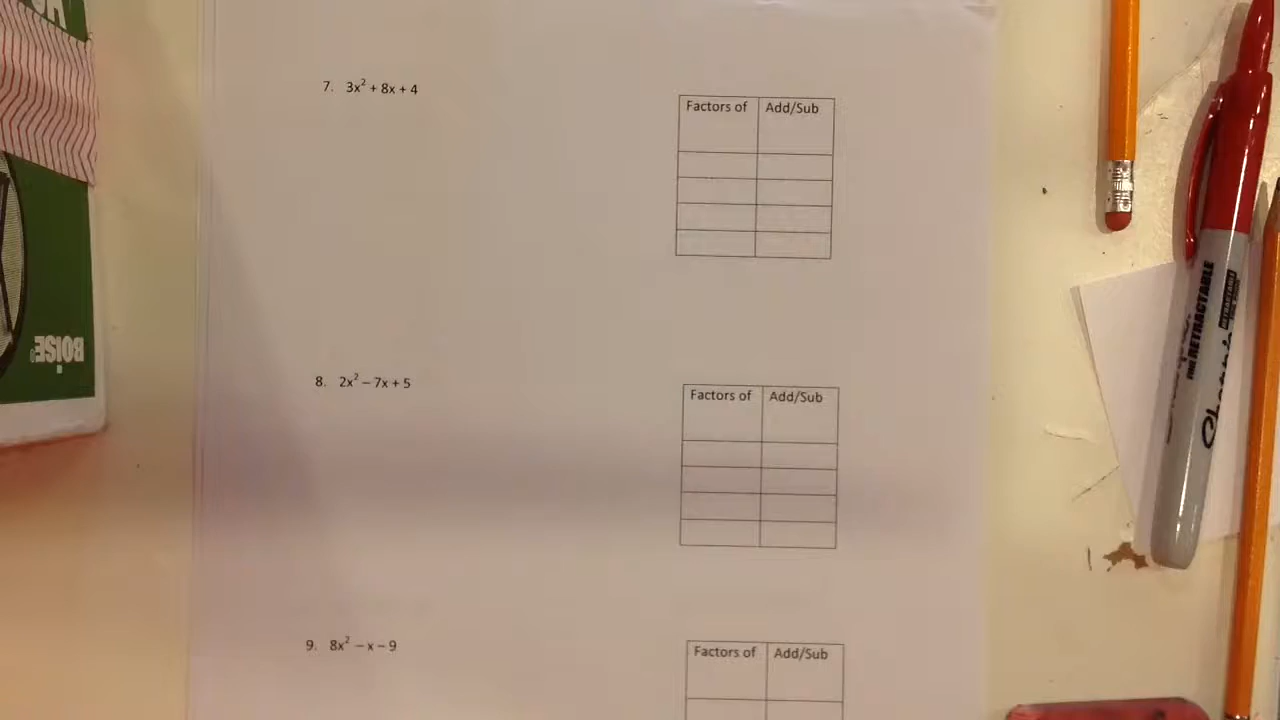 7. 3x² + 8x + 4
Factors of Add/Sub
8. 2x² – 7x + 5
Factors of Add/Sub
9. 8x² – x – 9
Factors of Add/Sub
BOISE®
Sharpie
RETRACTABLE